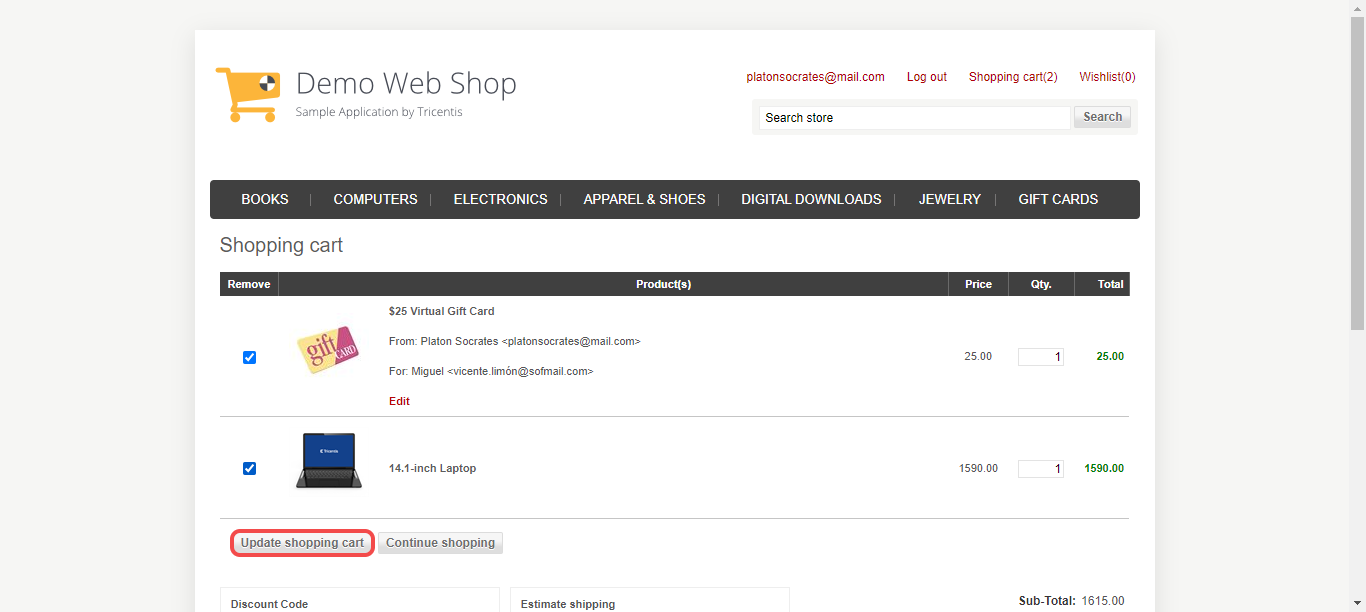 Demo Web Shop
Sample Application by Tricentis
platonsocrates@mail.com Log out Shopping cart(2) Wishlist(0)
Search store Search
BOOKS COMPUTERS ELECTRONICS APPAREL & SHOES DIGITAL DOWNLOADS JEWELRY GIFT CARDS
Shopping cart
Remove Product(s) Price Qty. Total
$25 Virtual Gift Card
From: Platon Socrates <platonsocrates@mail.com>
For: Miguel <vicente.limón@sofmail.com>
Edit
gift CARD
25.00 1 25.00
Tricentis
14.1-inch Laptop 1590.00 1 1590.00
Update shopping cart Continue shopping
Discount Code Estimate shipping Sub-Total: 1615.00